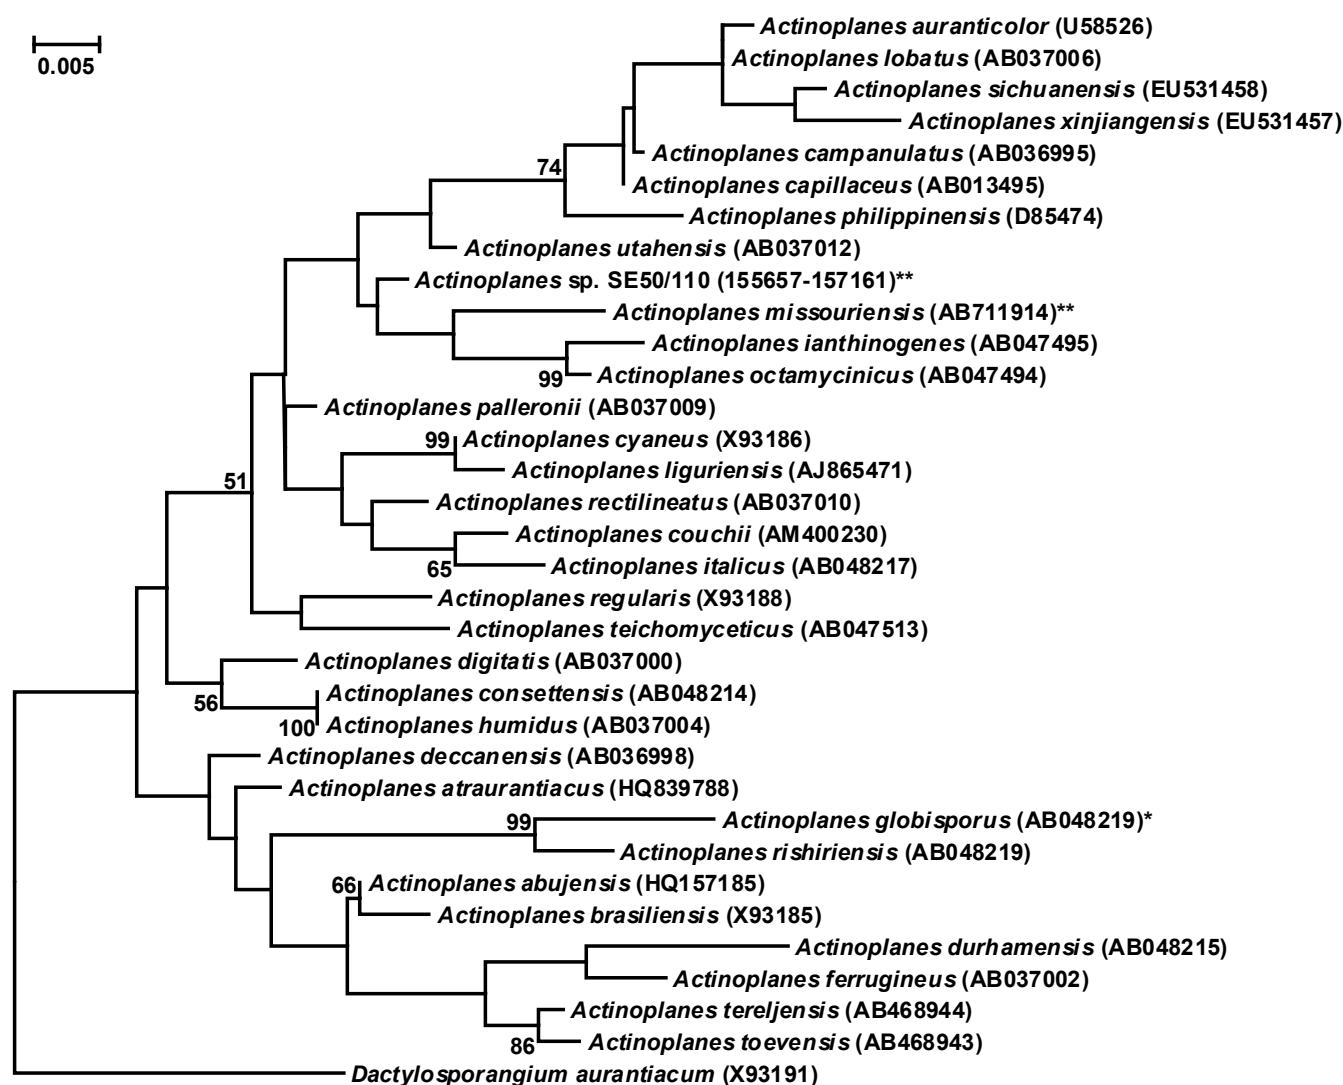 Actinoplanes auranticolor (U58526)
0.005
Actinoplanes lobatus (AB037006)
Actinoplanes sichuanensis (EU531458)
Actinoplanes xinjiangensis (EU531457)
Actinoplanes campanulatus (AB036995)
74
Actinoplanes capillaceus (AB013495)
Actinoplanes philippinensis (D85474)
Actinoplanes utahensis (AB037012)
Actinoplanes sp. SE50/110 (155657-157161)**
Actinoplanes missouriensis (AB711914)**
Actinoplanes ianthinogenes (AB047495)
99 Actinoplanes octamycinicus (AB047494)
Actinoplanes palleronii (AB037009)
99 Actinoplanes cyaneus (X93186)
Actinoplanes liguriensis (AJ865471)
51
Actinoplanes rectilineatus (AB037010)
Actinoplanes couchii (AM400230)
65 Actinoplanes italicus (AB048217)
Actinoplanes regularis (X93188)
Actinoplanes teichomyceticus (AB047513)
Actinoplanes digitatis (AB037000)
56 Actinoplanes consettensis (AB048214)
100 Actinoplanes humidus (AB037004)
Actinoplanes deccanensis (AB036998)
Actinoplanes atraurantiacus (HQ839788)
99 Actinoplanes globisporus (AB048219)*
Actinoplanes rishiriensis (AB048219)
66 Actinoplanes abujensis (HQ157185)
Actinoplanes brasiliensis (X93185)
Actinoplanes durhamensis (AB048215)
Actinoplanes ferrugineus (AB037002)
Actinoplanes tereljensis (AB468944)
86 Actinoplanes toevensis (AB468943)
Dactylosporangium aurantiacum (X93191)